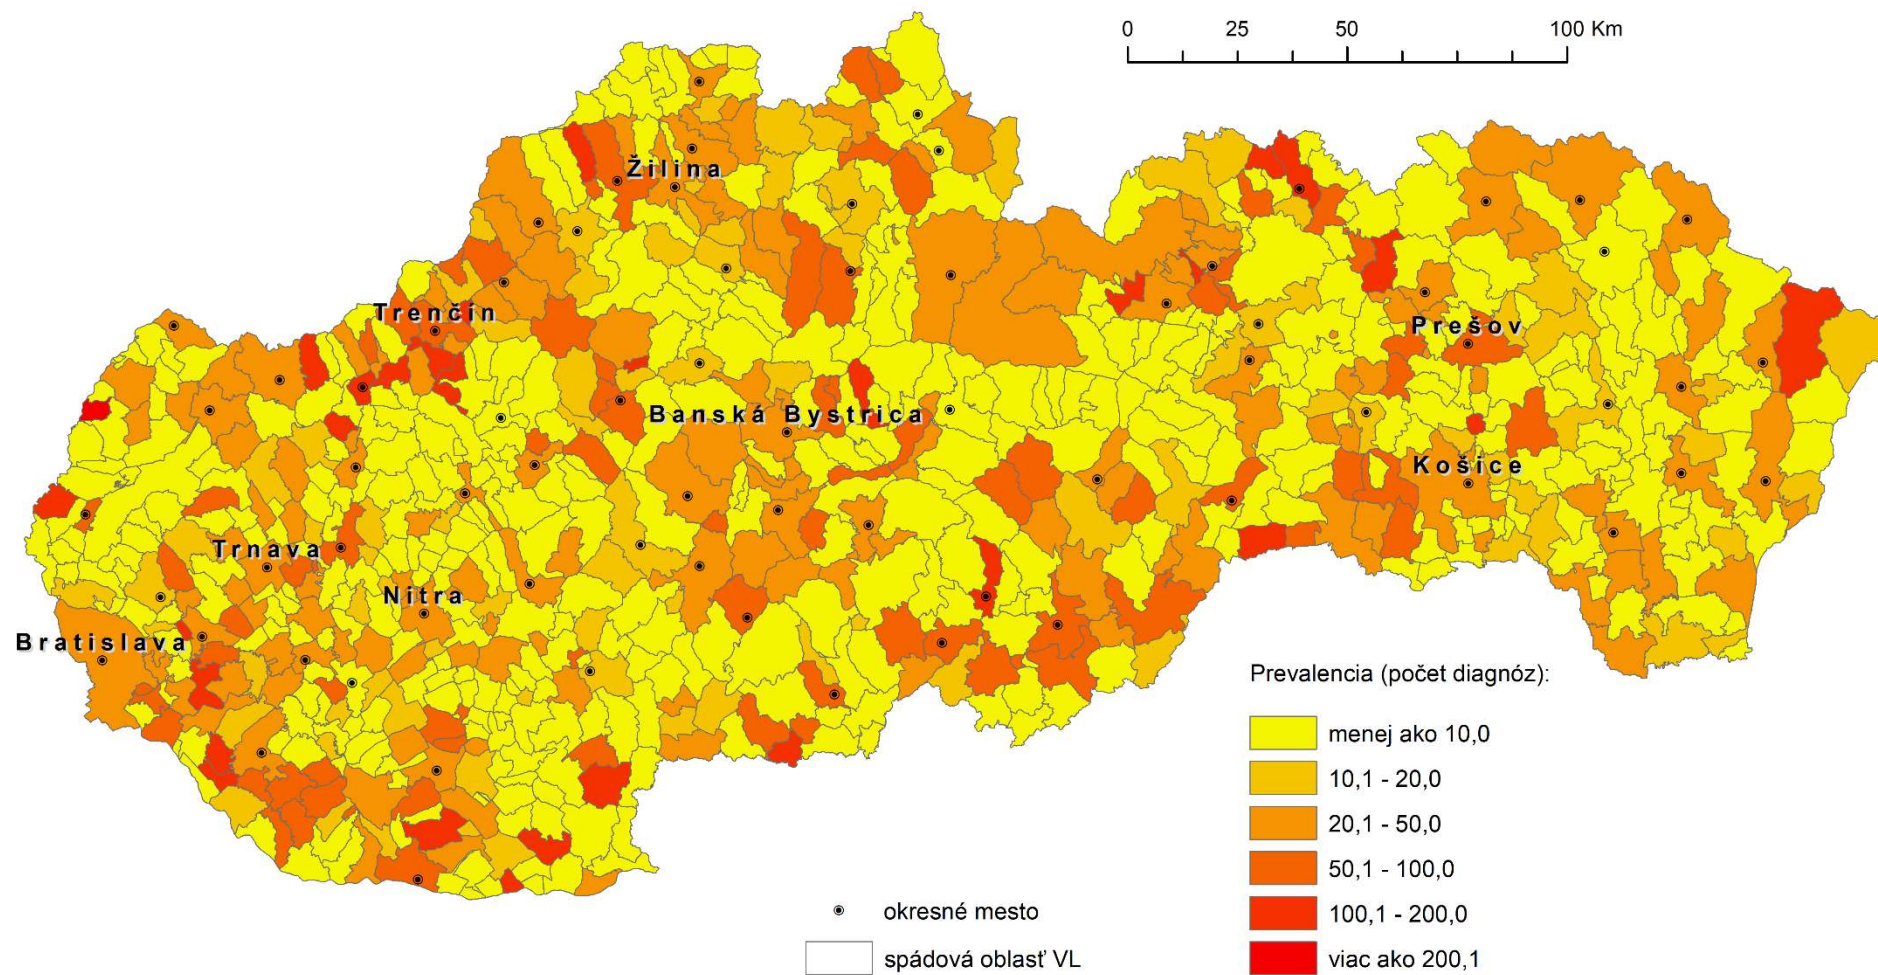 0 25 50 100 Km
Žilina
Trenčín
Prešov
Banská Bystrica
Košice
Trnava
Nitra
Bratislava
Prevalencia (počet diagnóz):
menej ako 10,0
10,1 - 20,0
20,1 - 50,0
50,1 - 100,0
100,1 - 200,0
viac ako 200,1
okresné mesto
spádová oblasť VL